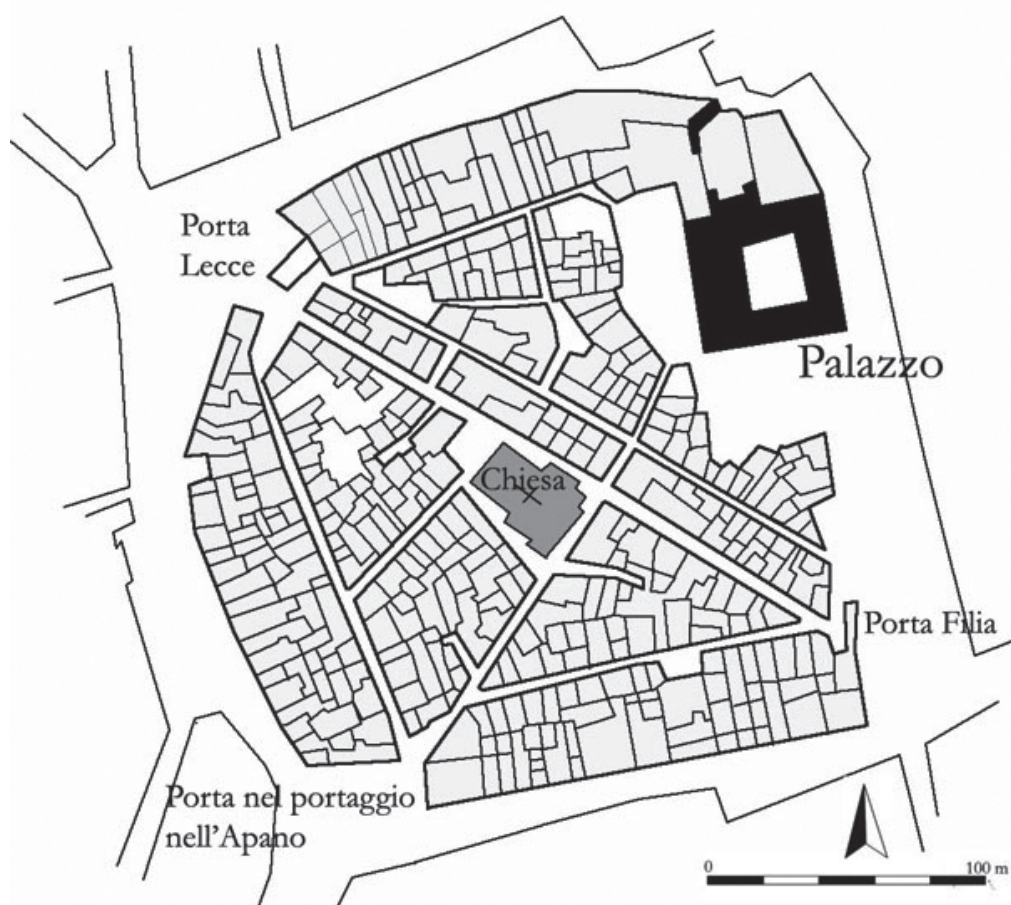 Porta
Lecce
Palazzo
Chiesa
Porta Filia
Porta nel portaggio
nell'Apano
0
100 m